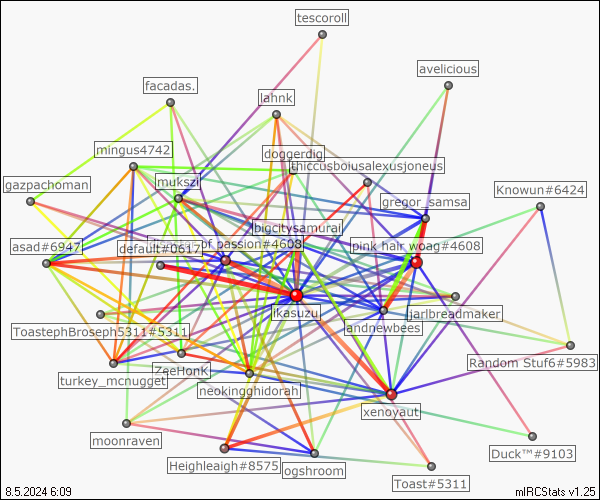 tescoroll
avelicious
facadas.
lahnk
mingus4742
doggerdig
thiccusboiusalexusjoneus
mukszi
gazpachoman
Knowun#6424
gregor_samsa
bigcitysamurai
asad#6947
default#0617
of passion#4603
pink hair woag#4608
ikasuzu
jarlbreadmaker
ToastephBroseph5311#5311
andnewbees
ZeeHonK
Random Stuf6#5983
turkey_mcnugget
neokingghidorah
xenoyaut
moonraven
Duck™#9103
Heighleaigh#8575
ogshroom
Toast#5311
8.5.2024 6:09
mIRCStats v1.25